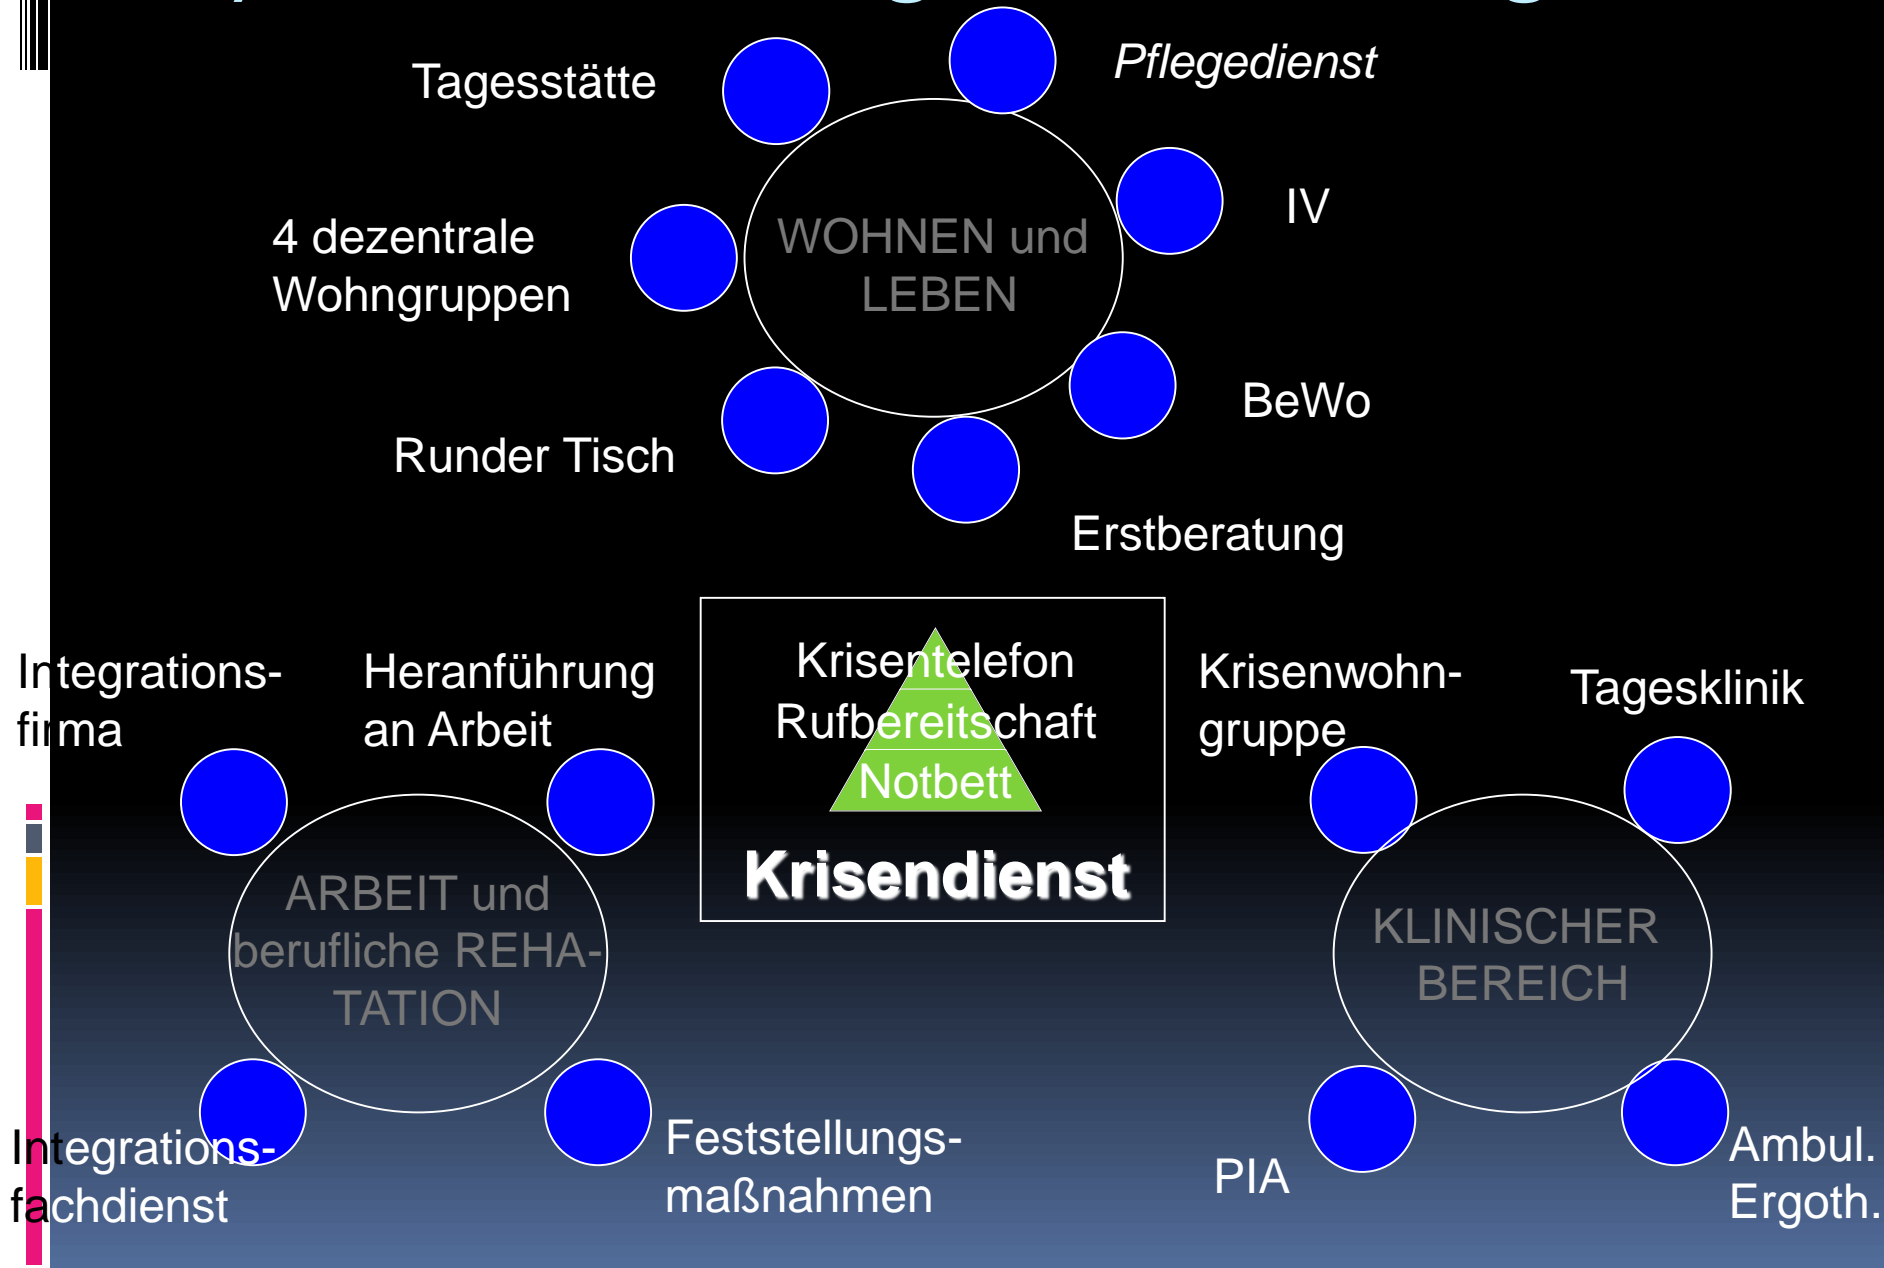 Tagesstätte
Pflegedienst
4 dezentrale
Wohngruppen
WOHNEN und
LEBEN
IV
BeWo
Runder Tisch
Erstberatung
Integrations-
firma
Heranführung
an Arbeit
Krisentelefon
Rufbereitschaft
Notbett
Krisendienst
Krisenwohn-
gruppe
Tagesklinik
ARBEIT und
berufliche REHA-
TATION
KLINISCHER
BEREICH
Integrations-
fachdienst
Feststellungs-
maßnahmen
PIA
Ambul.
Ergoth.